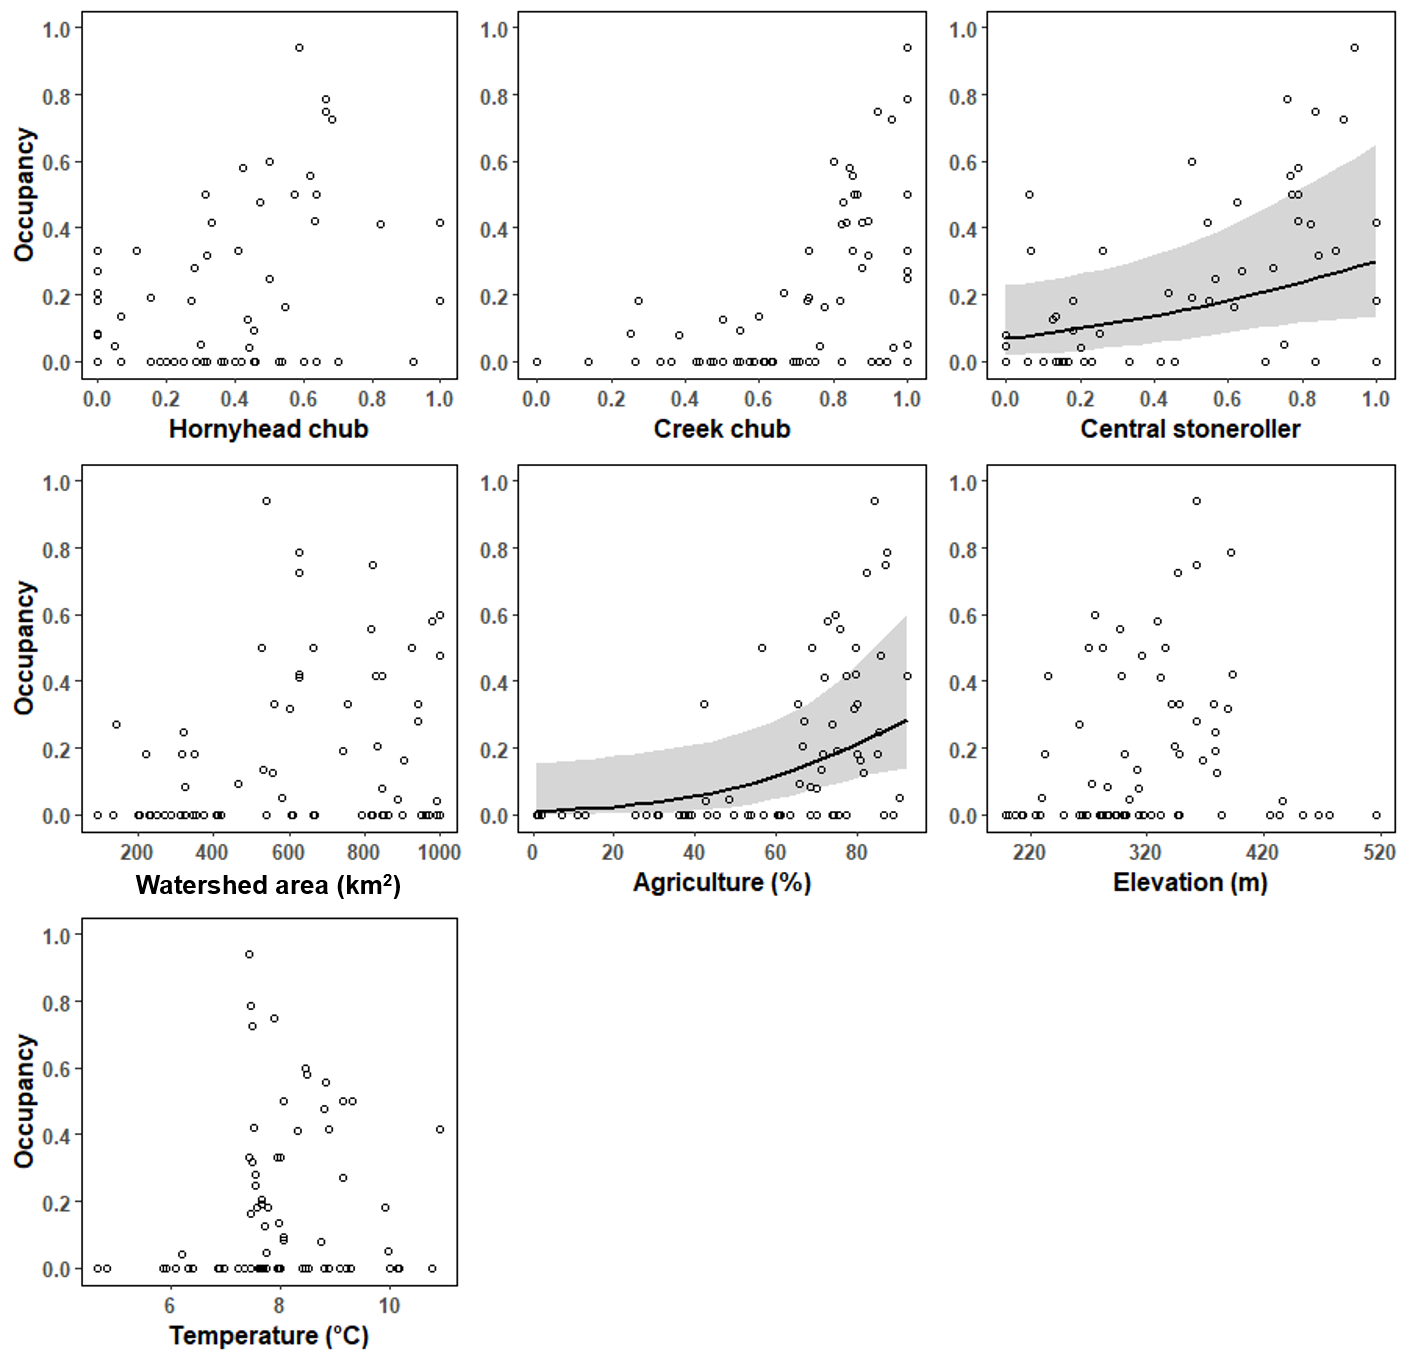 Occupancy
1.0
0.8
0.6
0.4
0.2
0.0
0.0 0.2 0.4 0.6 0.8 1.0
Hornyhead chub
1.0
0.8
0.6
0.4
0.2
0.0
0.0 0.2 0.4 0.6 0.8 1.0
Creek chub
1.0
0.8
0.6
0.4
0.2
0.0
0.0 0.2 0.4 0.6 0.8 1.0
Central stoneroller
Occupancy
1.0
0.8
0.6
0.4
0.2
0.0
200 400 600 800 1000
Watershed area (km²)
1.0
0.8
0.6
0.4
0.2
0.0
0 20 40 60 80
Agriculture (%)
1.0
0.8
0.6
0.4
0.2
0.0
220 320 420 520
Elevation (m)
Occupancy
1.0
0.8
0.6
0.4
0.2
0.0
6 8 10
Temperature (°C)